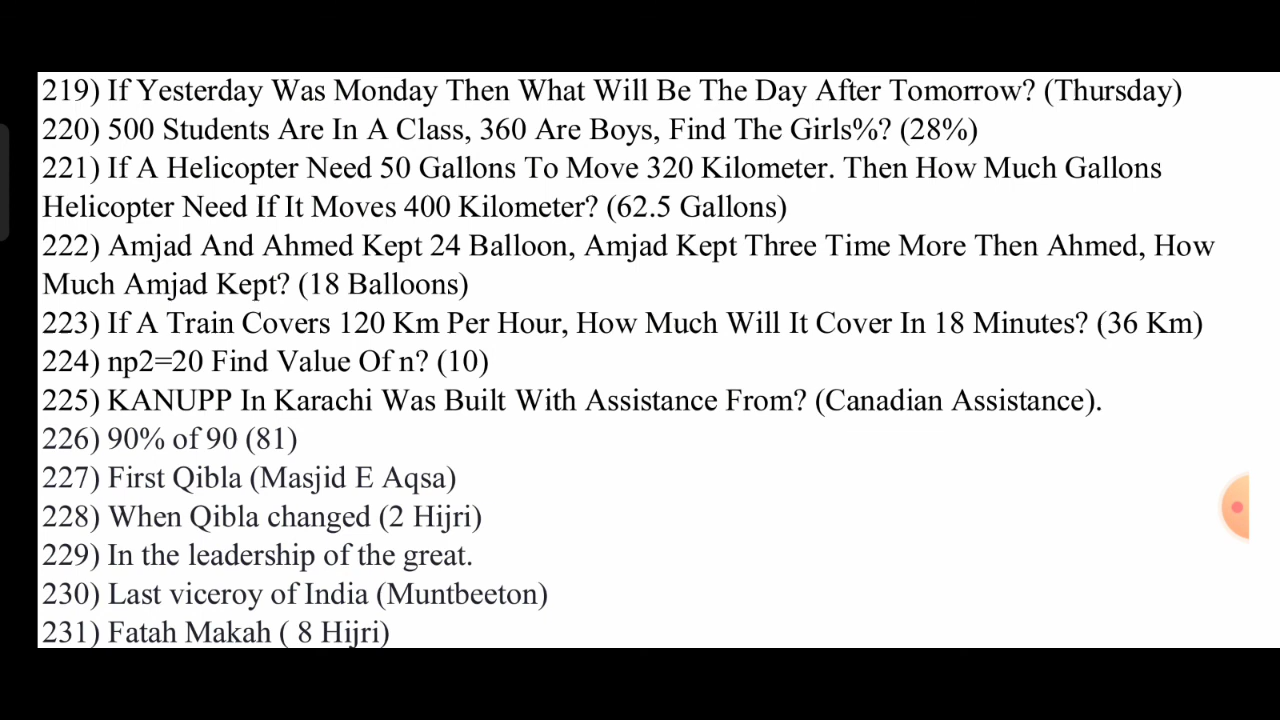 219) If Yesterday Was Monday Then What Will Be The Day After Tomorrow? (Thursday)
220) 500 Students Are In A Class, 360 Are Boys, Find The Girls%? (28%)
221) If A Helicopter Need 50 Gallons To Move 320 Kilometer. Then How Much Gallons
Helicopter Need If It Moves 400 Kilometer? (62.5 Gallons)
222) Amjad And Ahmed Kept 24 Balloon, Amjad Kept Three Time More Then Ahmed, How
Much Amjad Kept? (18 Balloons)
223) If A Train Covers 120 Km Per Hour, How Much Will It Cover In 18 Minutes? (36 Km)
224) np2=20 Find Value Of n? (10)
225) KANUPP In Karachi Was Built With Assistance From? (Canadian Assistance).
226) 90% of 90 (81)
227) First Qibla (Masjid E Aqsa)
228) When Qibla changed (2 Hijri)
229) In the leadership of the great.
230) Last viceroy of India (Muntbeeton)
231) Fatah Makah ( 8 Hijri)